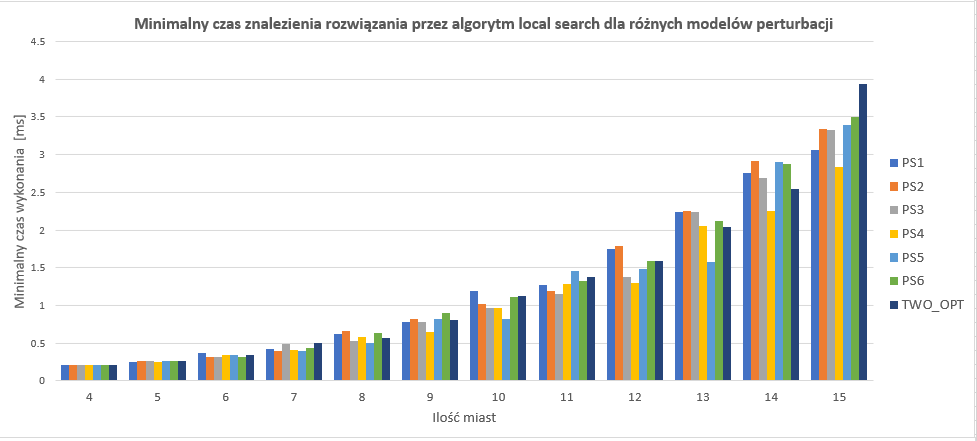 Minimalny czas znalezienia rozwiązania przez algorytm local search dla różnych modelów perturbacji
4.5
4
3.5
3
2.5
2
1.5
1
0.5
0
Minimalny czas wykonania [ms]
4 5 6 7 8 9 10 11 12 13 14 15
Ilość miast
PS1
PS2
PS3
PS4
PS5
PS6
TWO_OPT